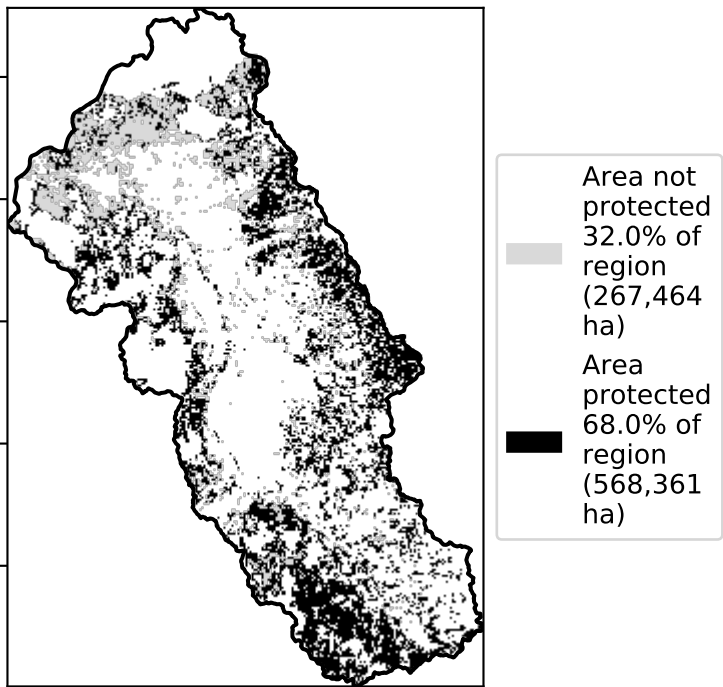 Area not
protected
32.0% of
region
(267,464
ha)
Area
protected
68.0% of
region
(568,361
ha)